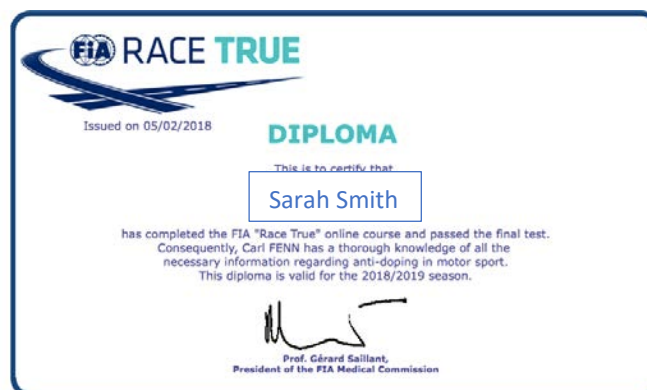 FiA RACE TRUE
Issued on 05/02/2018
DIPLOMA
This is to certify that
Sarah Smith
has completed the FIA "Race True" online course and passed the final test.
Consequently, Carl FENN has a thorough knowledge of all the
necessary information regarding anti-doping in motor sport.
This diploma is valid for the 2018/2019 season.
Prof. Gérard Saillant,
President of the FIA Medical Commission